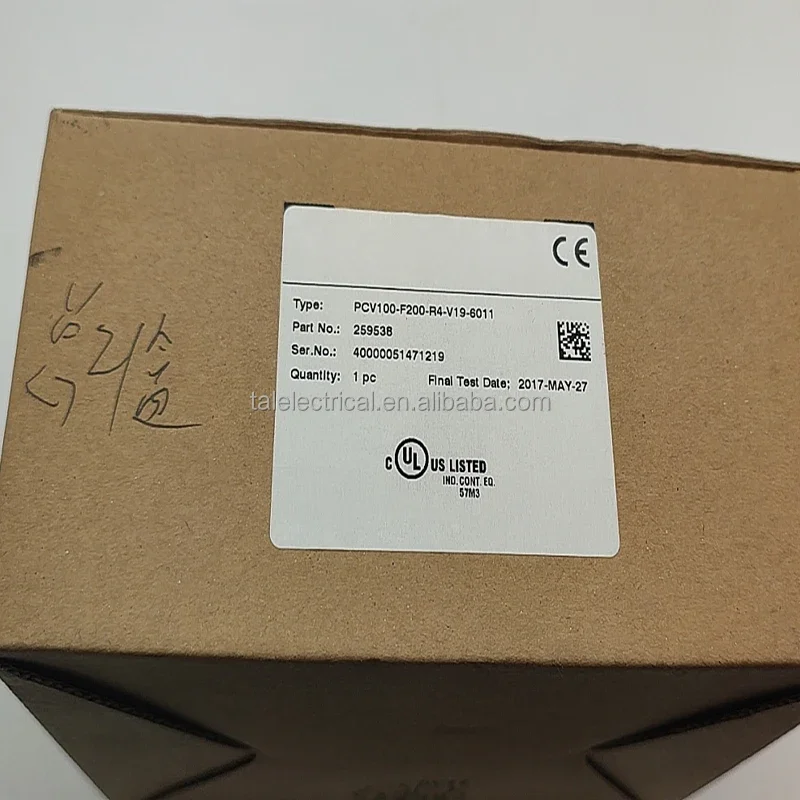 CE
Type: PCV100-F200-R4-V19-6011
Part No.: 259538
Ser.No.: 40000051471219
Quantity: 1 pc Final Test Date: 2017-MAY-27
talelectrical.en.alibaba.com
C UL US LISTED
IND. CONT. EQ.
57M3